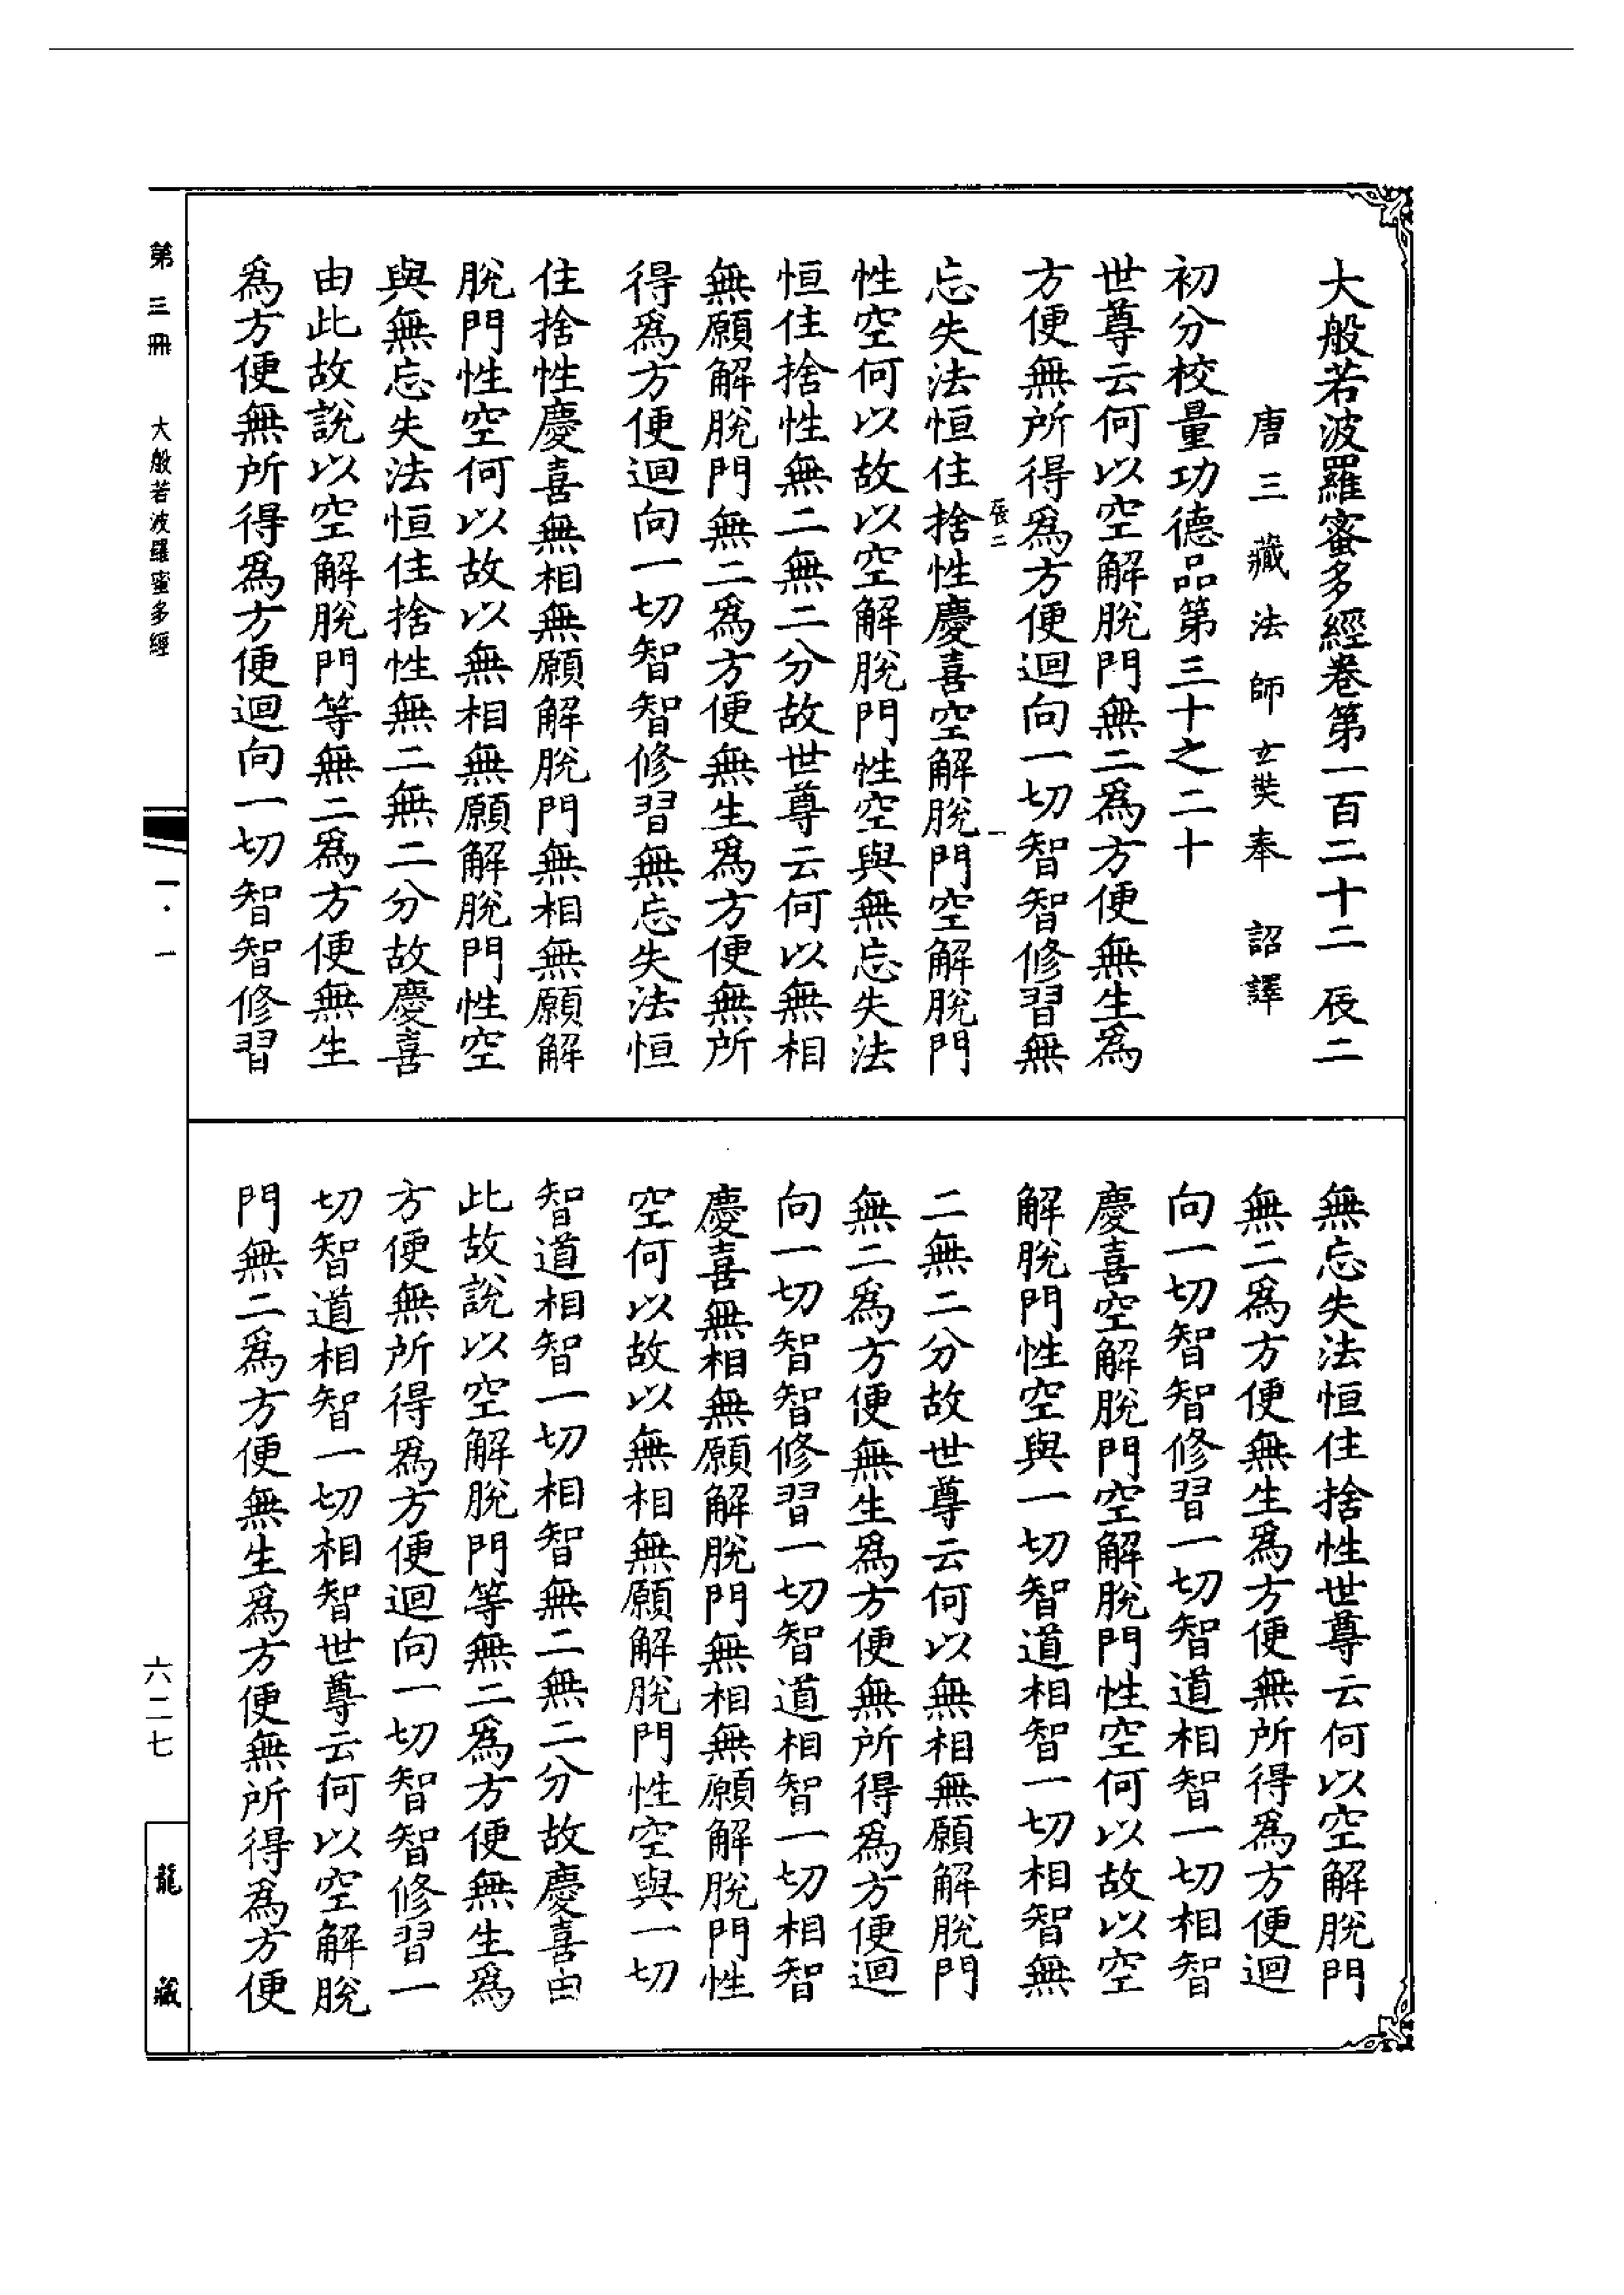 大般若波羅蜜多經卷第一百二十二　辰二
唐三藏法師玄奘奉　詔譯
初分校量功德品第三十之二十
世尊云何以空解脫門無二爲方便無生爲
方便無所得爲方便迴向一切智智修習無
辰二　一
忘失法恒住捨性慶喜空解脫門空解脫門
性空何以故以空解脫門性空與無忘失法
恒住捨性無二無二分故世尊云何以無相
無願解脫門無二爲方便無生爲方便無所
得爲方便迴向一切智智修習無忘失法恒
住捨性慶喜無相無願解脫門無相無願解
脫門性空何以故以無相無願解脫門性空
與無忘失法恒住捨性無二無二分故慶喜
由此故說以空解脫門等無二爲方便無生
爲方便無所得爲方便迴向一切智智修習
無忘失法恒住捨性世尊云何以空解脫門
無二爲方便無生爲方便無所得爲方便迴
向一切智智修習一切智道相智一切相智
慶喜空解脫門空解脫門性空何以故以空
解脫門性空與一切智道相智一切相智無
二無二分故世尊云何以無相無願解脫門
無二爲方便無生爲方便無所得爲方便迴
向一切智智修習一切智道相智一切相智
慶喜無相無願解脫門無相無願解脫門性
空何以故以無相無願解脫門性空與一切
智道相智一切相智無二無二分故慶喜由
此故說以空解脫門等無二爲方便無生爲
方便無所得爲方便迴向一切智智修習一
切智道相智一切相智世尊云何以空解脫
門無二爲方便無生爲方便無所得爲方便
第三冊　大般若波羅蜜多經　一·一
六二七
龍藏